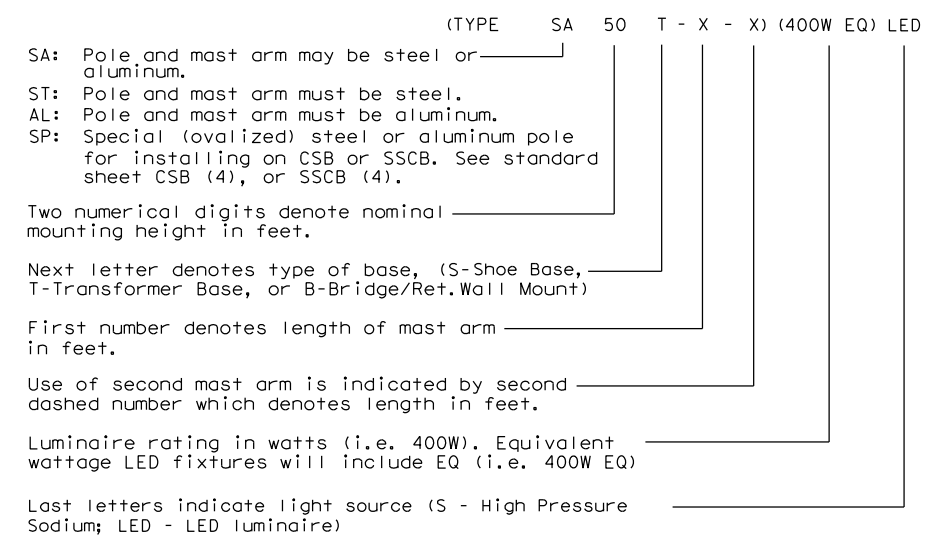 (TYPE SA 50 T - X - X) (400W EQ) LED
SA: Pole and mast arm may be steel or
aluminum.
ST: Pole and mast arm must be steel.
AL: Pole and mast arm must be aluminum.
SP: Special (ovalized) steel or aluminum pole
for installing on CSB or SSCB. See standard
sheet CSB (4), or SSCB (4).
Two numerical digits denote nominal
mounting height in feet.
Next letter denotes type of base, (S-Shoe Base,
T-Transformer Base, or B-Bridge/Ret.Wall Mount)
First number denotes length of mast arm
in feet.
Use of second mast arm is indicated by second
dashed number which denotes length in feet.
Luminaire rating in watts (i.e. 400W). Equivalent
wattage LED fixtures will include EQ (i.e. 400W EQ)
Last letters indicate light source (S - High Pressure
Sodium; LED - LED luminaire)